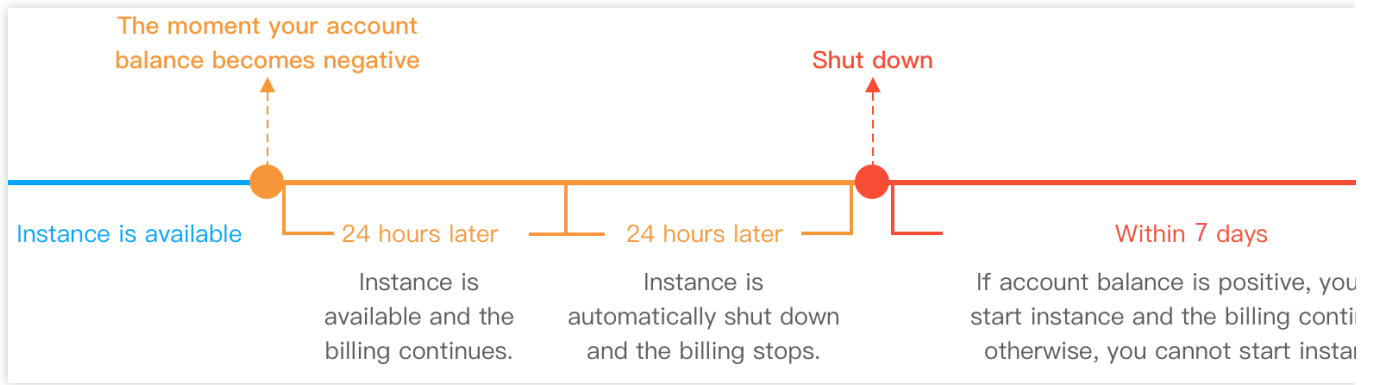 The moment your account
balance becomes negative
Shut down
Instance is available
24 hours later
24 hours later
Within 7 days
Instance is
available and the
billing continues.
Instance is
automatically shut down
and the billing stops.
If account balance is positive, you
start instance and the billing
otherwise, you cannot start